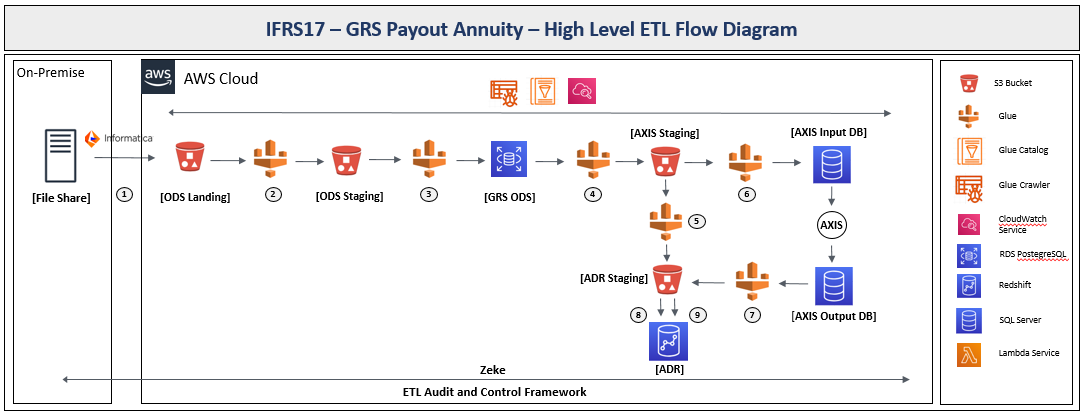 IFRS17 – GRS Payout Annuity – High Level ETL Flow Diagram
On-Premise
aws
AWS Cloud
Informatica
[File Share]
1
[ODS Landing]
2
[ODS Staging]
3
[GRS ODS]
4
[AXIS Staging]
6
[AXIS Input DB]
5
AXIS
[ADR Staging]
7
[AXIS Output DB]
8
9
[ADR]
Zeke
ETL Audit and Control Framework
S3 Bucket
Glue
Glue Catalog
Glue Crawler
CloudWatch
Service
RDS PostegreSQL
Redshift
SQL Server
Lambda Service